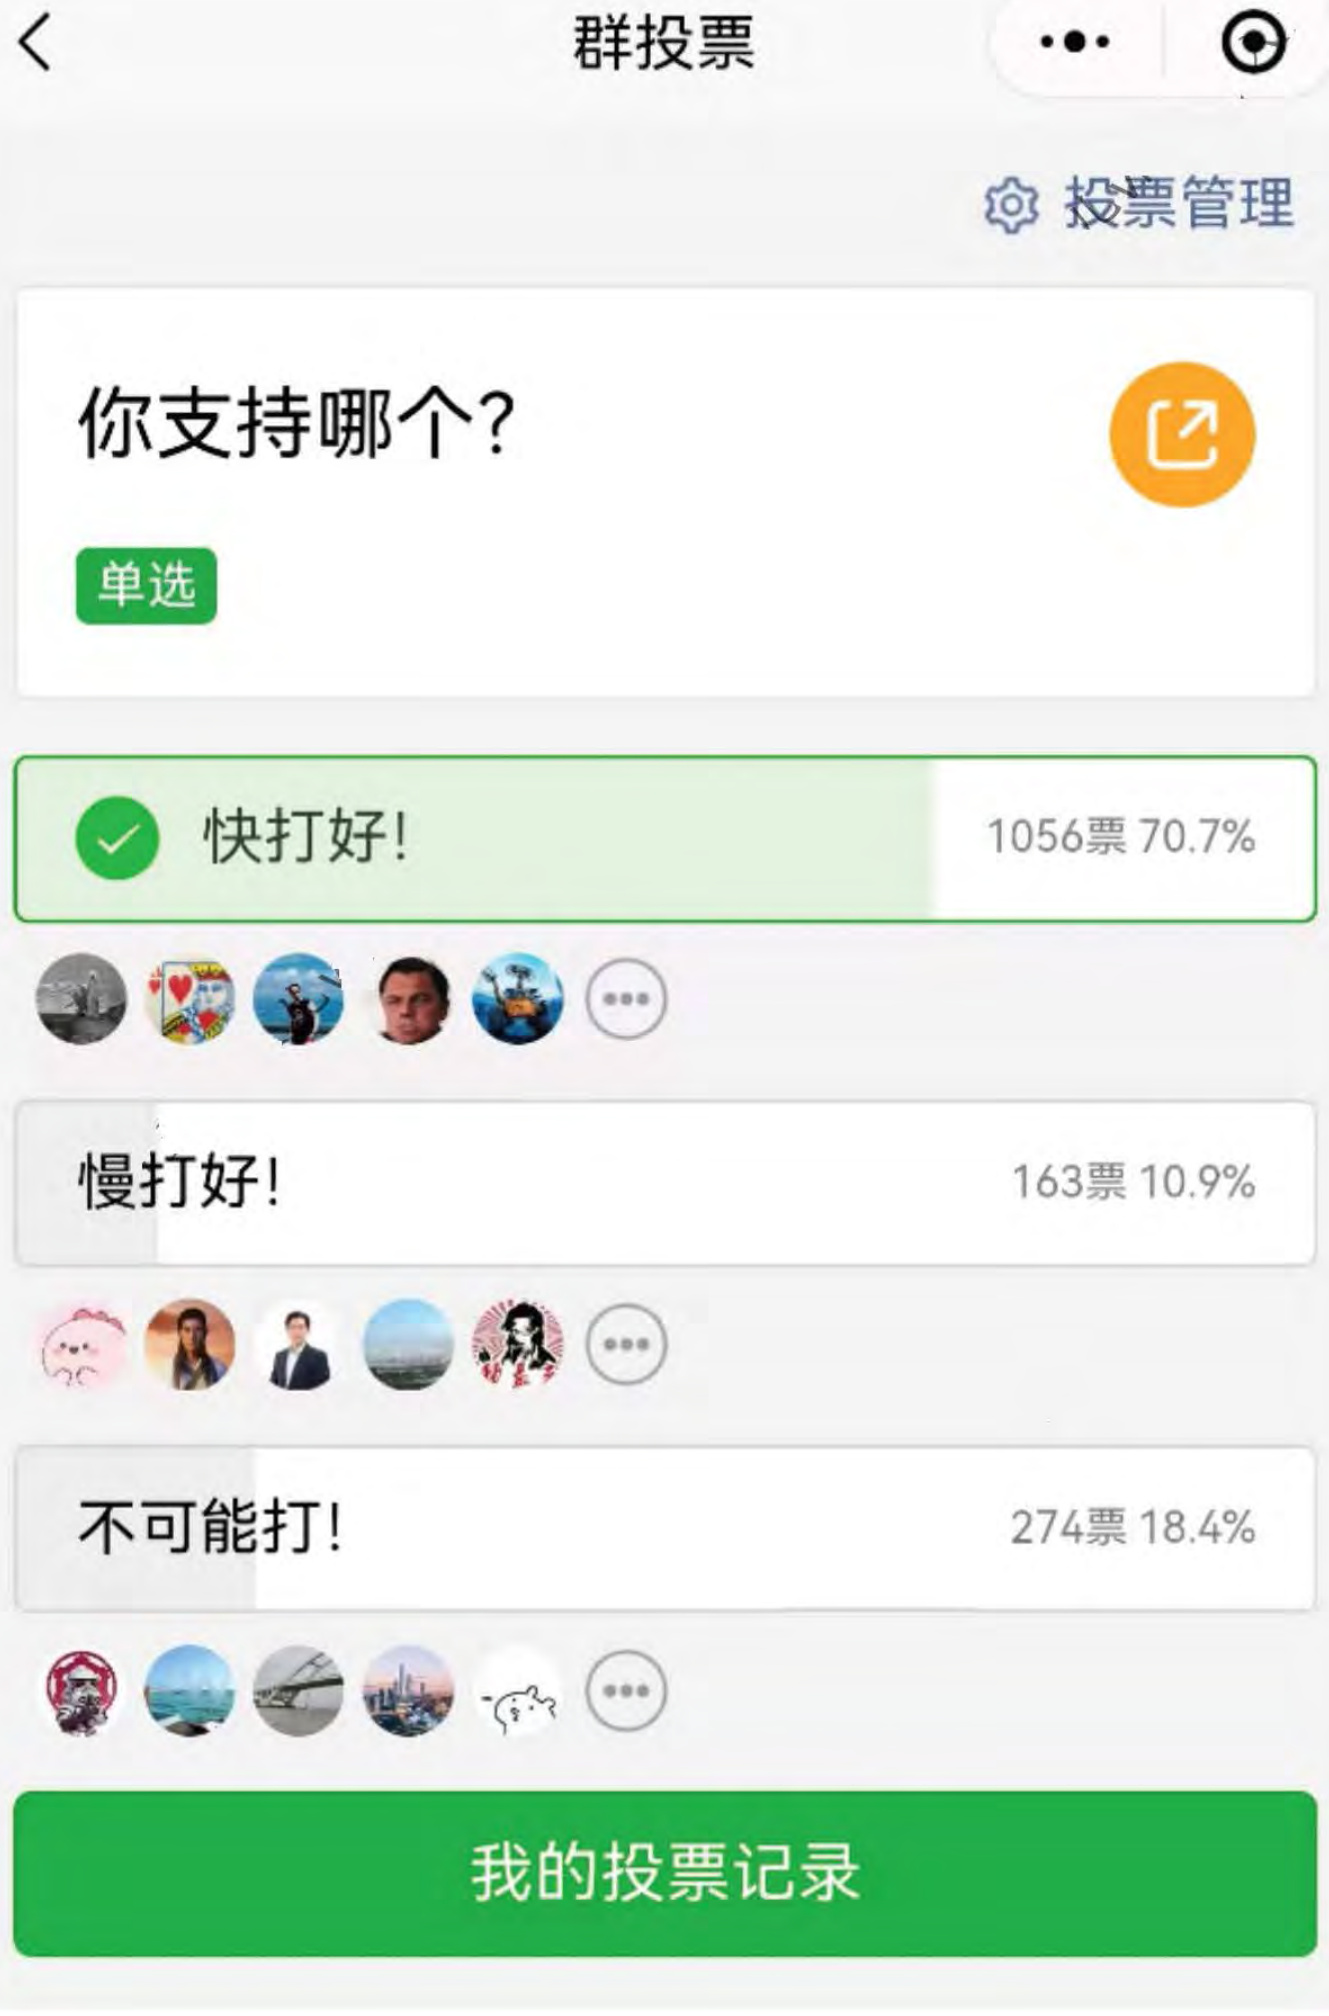 群投票
投票管理
你支持哪个?
单选
快打好!
1056票 70.7%
慢打好!
163票 10.9%
不可能打!
274票 18.4%
我的投票记录